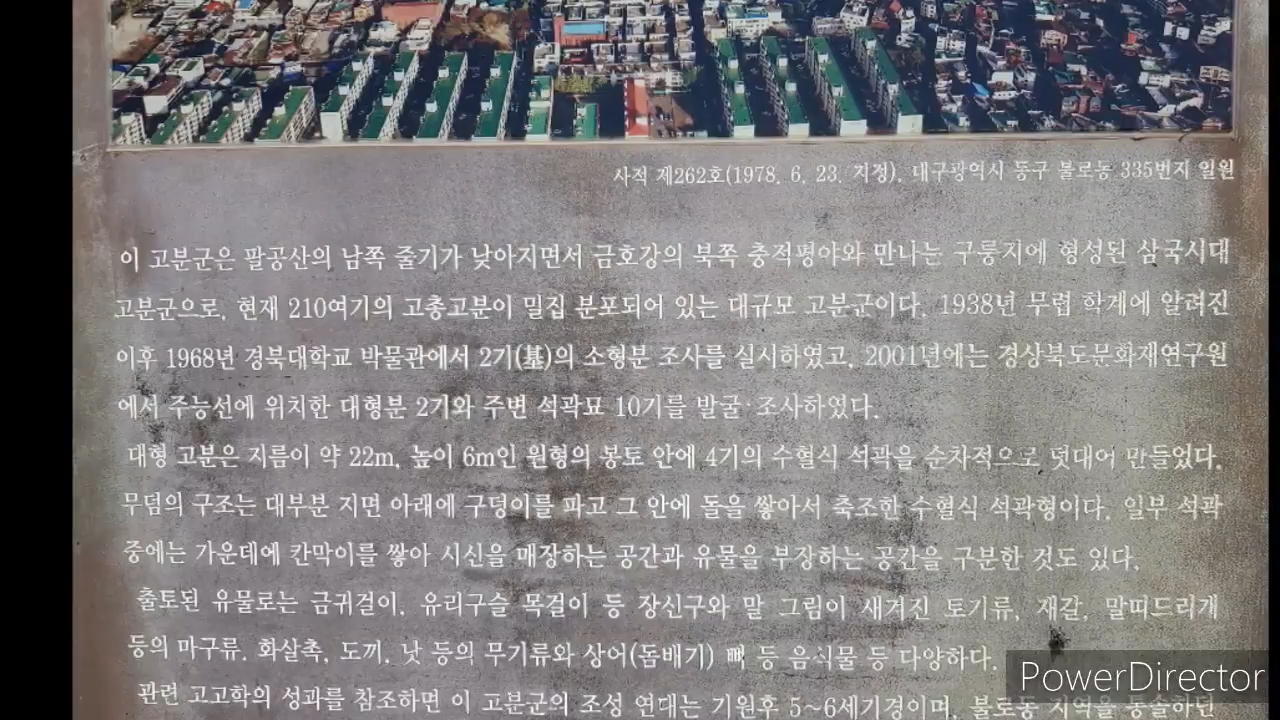 사적 제262호(1978. 6. 23. 지정), 대구광역시 동구 불로동 335번지 일원
이 고분군은 팔공산의 남쪽 줄기가 낮아지면서 금호강의 북쪽 충적평야와 만나는 구릉지에 형성된 삼국시대
고분군으로, 현재 210여기의 고총고분이 밀집 분포되어 있는 대규모 고분군이다. 1938년 무렵 학계에 알려진
이후 1968년 경북대학교 박물관에서 2기(基)의 소형분 조사를 실시하였고, 2001년에는 경상북도문화재연구원
에서 주능선에 위치한 대형분 2기와 주변 석곽묘 10기를 발굴·조사하였다.
대형 고분은 지름이 약 22m, 높이 6m인 원형의 봉토 안에 4기의 수혈식 석곽을 순차적으로 덧대어 만들었다.
무덤의 구조는 대부분 지면 아래에 구덩이를 파고 그 안에 돌을 쌓아서 축조한 수혈식 석곽형이다. 일부 석곽
중에는 가운데에 칸막이를 쌓아 시신을 매장하는 공간과 유물을 부장하는 공간을 구분한 것도 있다.
출토된 유물로는 금귀걸이, 유리구슬 목걸이 등 장신구와 말 그림이 새겨진 토기류, 재갈, 말띠드리개
등의 마구류, 화살촉, 도끼, 낫 등의 무기류와 상어(돔배기) 뼈 등 음식물 등 다양하다.
관련 고고학의 성과를 참조하면 이 고분군의 조성 연대는 기원후 5~6세기경이며, 불로동 지역을 통솔하던
PowerDirector